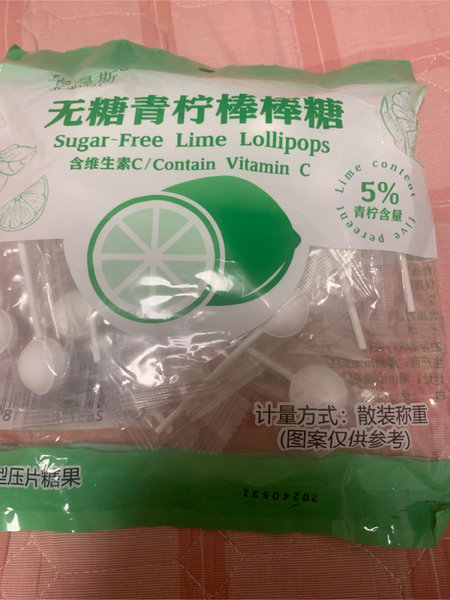 无糖青柠棒棒糖
Sugar-Free Lime Lollipops
含维生素C/Contain Vitamin C
Lime content five pereent
5%
青柠含量
计量方式：散装称重
(图案仅供参考)
型压片糖果
20240531